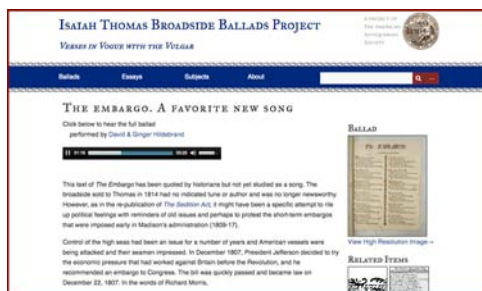 ISAIAH THOMAS BROADSIDE BALLADS PROJECT
VERSES IN VOGUE WITH THE VULGAR
A PROJECT OF
THE AMERICAN
ANTIQUARIAN
SOCIETY
Ballads Essays Subjects About
THE EMBARGO. A FAVORITE NEW SONG
Click below to hear the full ballad
performed by David & Ginger Hildebrand
This text of The Embargo has been quoted by historians but not yet studied as a song. The
broadside sold to Thomas in 1814 had no indicated tune or author and was no longer newsworthy.
However, as in the re-publication of The Sedition Act, it might have been a specific attempt to rile
up political feelings with reminders of old issues and perhaps to protest the short-term embargos
that were imposed early in Madison's administration (1809-17).
Control of the high seas had been an issue for a number of years and American vessels were
being attacked and their seamen impressed. In December 1807, President Jefferson decided to try
the economic pressure that had worked against Britain before the Revolution, and he
recommended an embargo to Congress. The bill was quickly passed and became law on
December 22, 1807. In the words of Richard Morris,
BALLAD
View High Resolution Image
RELATED ITEMS